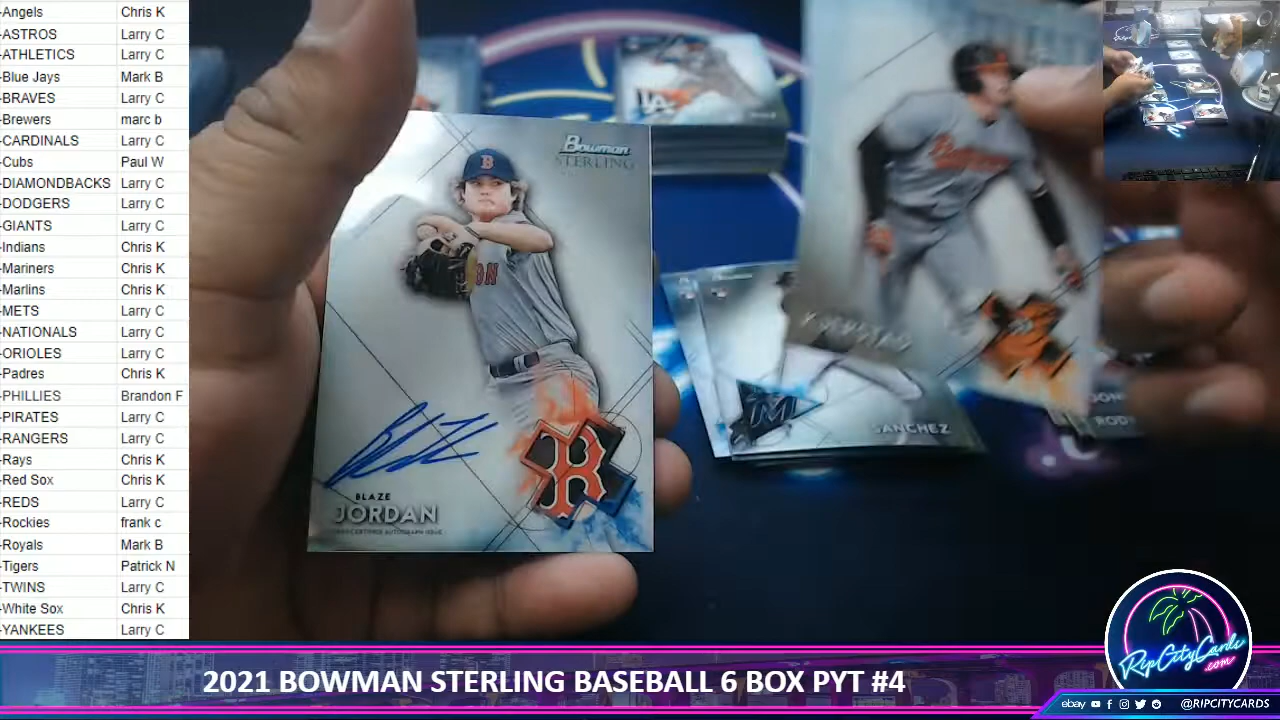 -Angels Chris K
-ASTROS Larry C
-ATHLETICS Larry C
-Blue Jays Mark B
-BRAVES Larry C
-Brewers marc b
-CARDINALS Larry C
-Cubs Paul W
-DIAMONDBACKS Larry C
-DODGERS Larry C
-GIANTS Larry C
-Indians Chris K
-Mariners Chris K
-Marlins Chris K
-METS Larry C
-NATIONALS Larry C
-ORIOLES Larry C
-Padres Chris K
-PHILLIES Brandon F
-PIRATES Larry C
-RANGERS Larry C
-Rays Chris K
-Red Sox Chris K
-REDS Larry C
-Rockies frank c
-Royals Mark B
-Tigers Patrick N
-TWINS Larry C
-White Sox Chris K
-YANKEES Larry C
LA
Bowman
STERLING
B
M
SANCHEZ
B
BLAZE
JORDAN
2021 BOWMAN STERLING BASEBALL 6 BOX PYT #4
RipCityCards
.com
ebay @RIPCITYCARDS